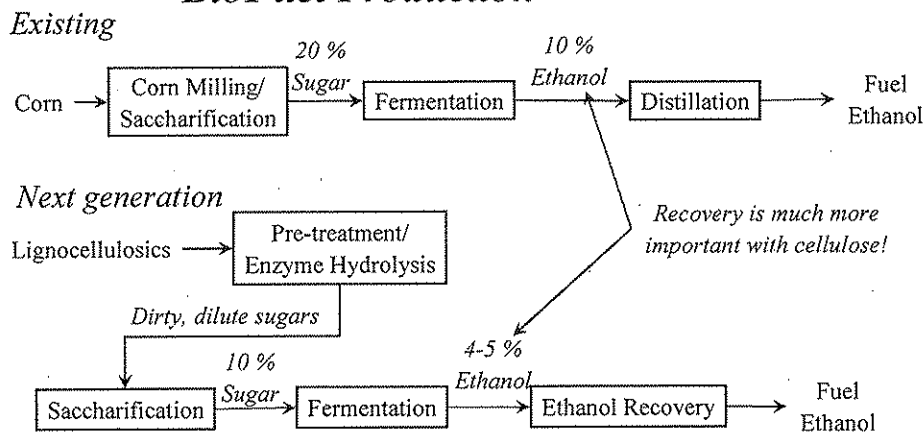 Existing
20 %
Sugar
10 %
Ethanol
Corn
Corn Milling/
Saccharification
Fermentation
Distillation
Fuel
Ethanol
Next generation
Lignocellulosics
Pre-treatment/
Enzyme Hydrolysis
Recovery is much more
important with cellulose!
Dirty, dilute sugars
10 %
Sugar
4-5 %
Ethanol
Saccharification
Fermentation
Ethanol Recovery
Fuel
Ethanol